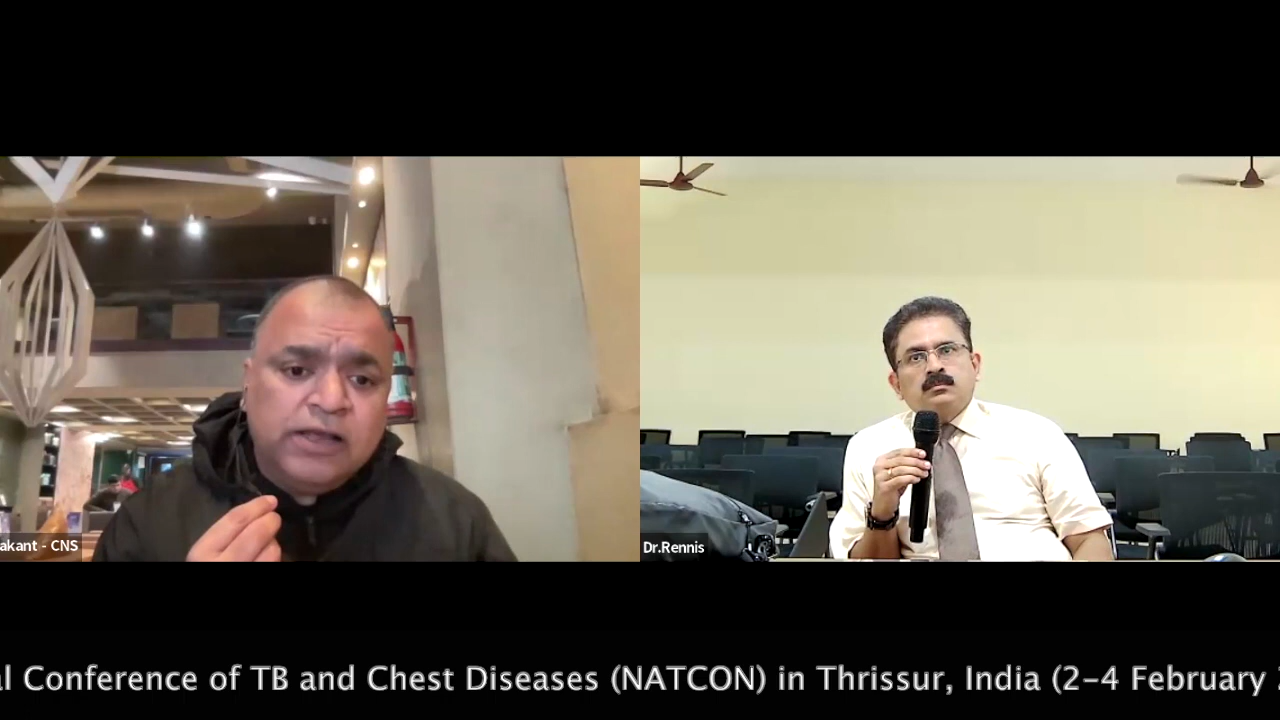 akant - CNS
Dr.Rennis
al Conference of TB and Chest Diseases (NATCON) in Thrissur, India (2-4 February